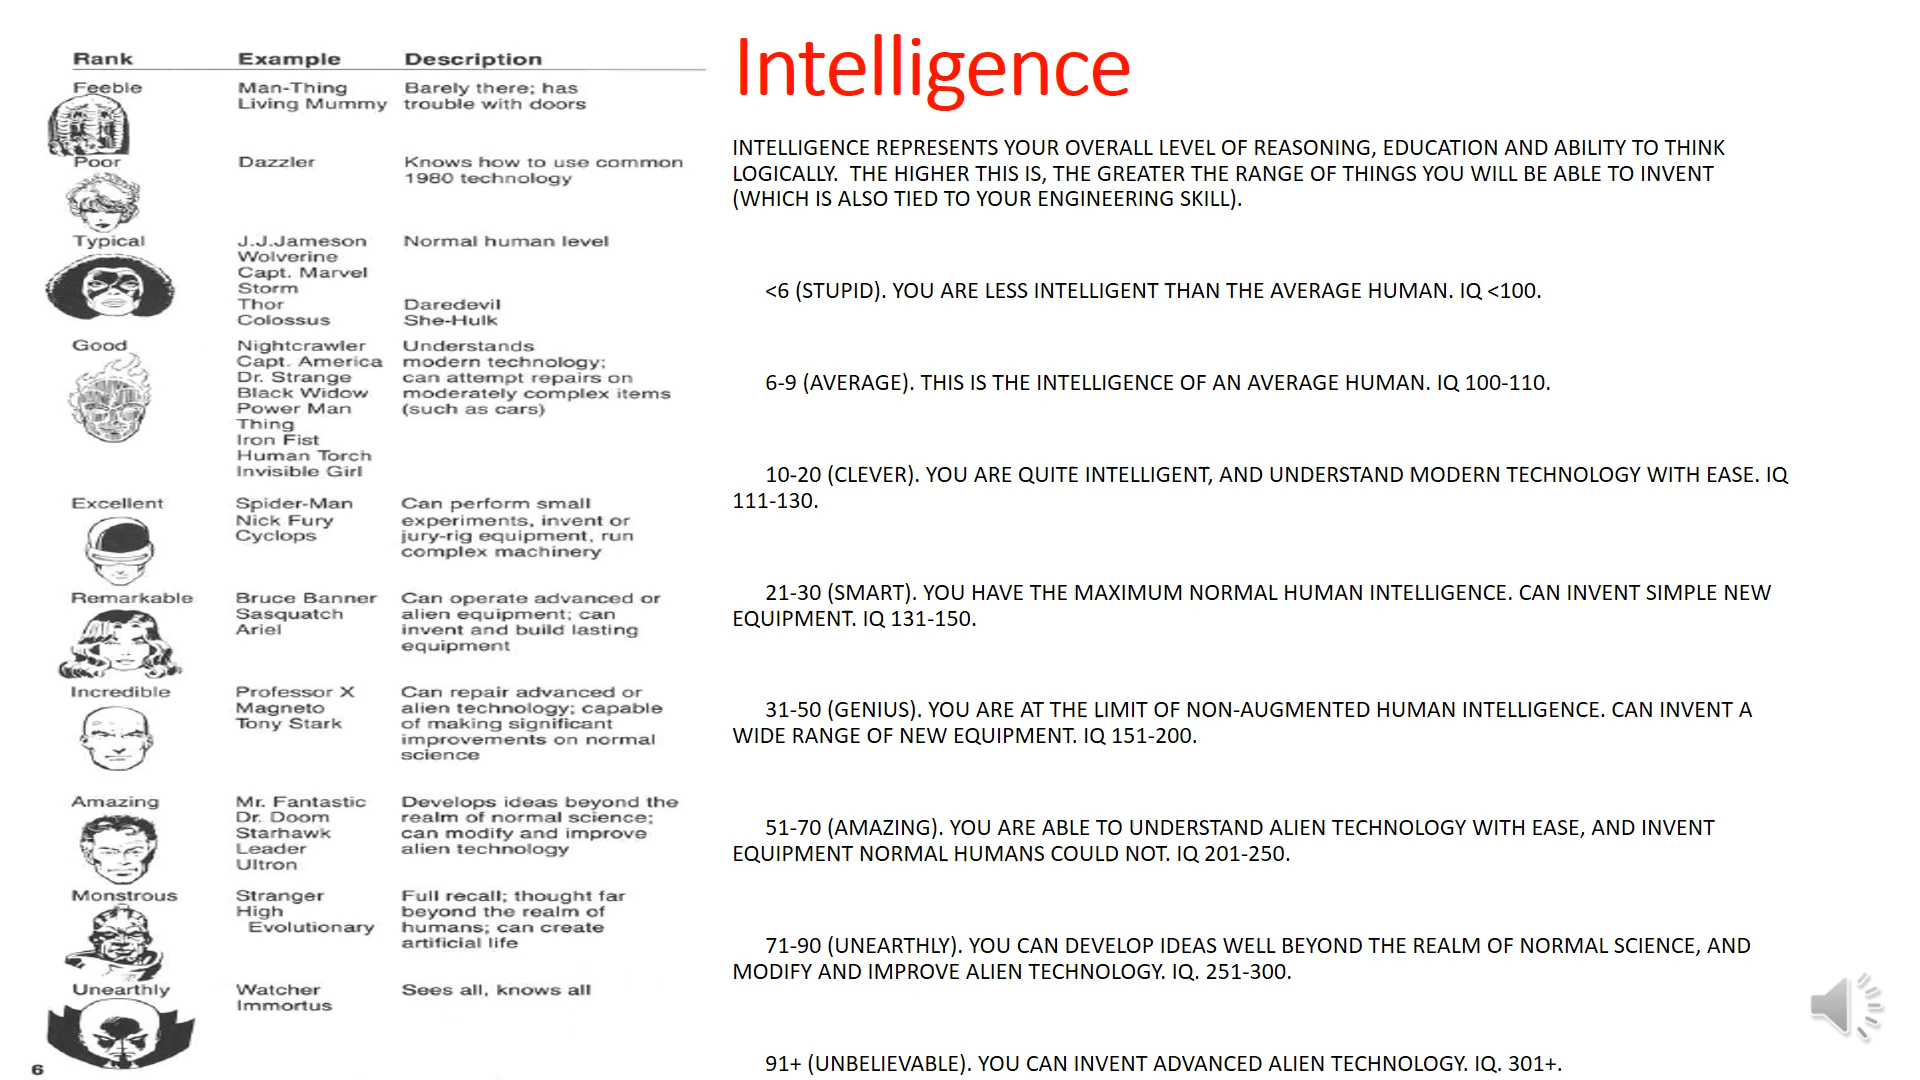 Rank Example Description
Feeble Man-Thing Barely there; has
Living Mummy trouble with doors
Poor Dazzler Knows how to use common
1980 technology
Typical J.J.Jameson Normal human level
Wolverine
Capt. Marvel
Storm
Thor Daredevil
Colossus She-Hulk
Good Nightcrawler Understands
Capt. America modern technology;
Dr. Strange can attempt repairs on
Black Widow moderately complex items
Power Man (such as cars)
Thing
Iron Fist
Human Torch
Invisible Girl
Excellent Spider-Man Can perform small
Nick Fury experiments, invent or
Cyclops jury-rig equipment, run
complex machinery
Remarkable Bruce Banner Can operate advanced or
Sasquatch alien equipment; can
Ariel invent and build lasting
equipment
Incredible Professor X Can repair advanced or
Magneto alien technology; capable
Tony Stark of making significant
improvements on normal
science
Amazing Mr. Fantastic Develops ideas beyond the
Dr. Doom realm of normal science;
Starhawk can modify and improve
Leader alien technology
Ultron
Monstrous Stranger Full recall; thought far
High beyond the realm of
Evolutionary humans; can create
artificial life
Unearthly Watcher Sees all, knows all
Immortus
6
Intelligence
INTELLIGENCE REPRESENTS YOUR OVERALL LEVEL OF REASONING, EDUCATION AND ABILITY TO THINK
LOGICALLY. THE HIGHER THIS IS, THE GREATER THE RANGE OF THINGS YOU WILL BE ABLE TO INVENT
(WHICH IS ALSO TIED TO YOUR ENGINEERING SKILL).
<6 (STUPID). YOU ARE LESS INTELLIGENT THAN THE AVERAGE HUMAN. IQ <100.
6-9 (AVERAGE). THIS IS THE INTELLIGENCE OF AN AVERAGE HUMAN. IQ 100-110.
10-20 (CLEVER). YOU ARE QUITE INTELLIGENT, AND UNDERSTAND MODERN TECHNOLOGY WITH EASE. IQ
111-130.
21-30 (SMART). YOU HAVE THE MAXIMUM NORMAL HUMAN INTELLIGENCE. CAN INVENT SIMPLE NEW
EQUIPMENT. IQ 131-150.
31-50 (GENIUS). YOU ARE AT THE LIMIT OF NON-AUGMENTED HUMAN INTELLIGENCE. CAN INVENT A
WIDE RANGE OF NEW EQUIPMENT. IQ 151-200.
51-70 (AMAZING). YOU ARE ABLE TO UNDERSTAND ALIEN TECHNOLOGY WITH EASE, AND INVENT
EQUIPMENT NORMAL HUMANS COULD NOT. IQ 201-250.
71-90 (UNEARTHLY). YOU CAN DEVELOP IDEAS WELL BEYOND THE REALM OF NORMAL SCIENCE, AND
MODIFY AND IMPROVE ALIEN TECHNOLOGY. IQ. 251-300.
91+ (UNBELIEVABLE). YOU CAN INVENT ADVANCED ALIEN TECHNOLOGY. IQ. 301+.